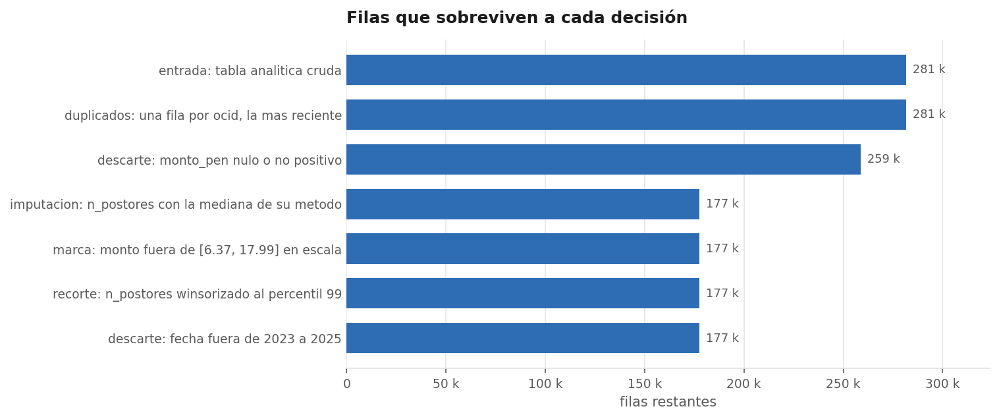 Filas que sobreviven a cada decisión
entrada: tabla analitica cruda
281 k
duplicados: una fila por ocid, la mas reciente
281 k
descarte: monto_pen nulo o no positivo
259 k
imputacion: n_postores con la mediana de su metodo
177 k
marca: monto fuera de [6.37, 17.99] en escala
177 k
recorte: n_postores winsorizado al percentil 99
177 k
descarte: fecha fuera de 2023 a 2025
177 k
0 50 k 100 k 150 k 200 k 250 k 300 k
filas restantes